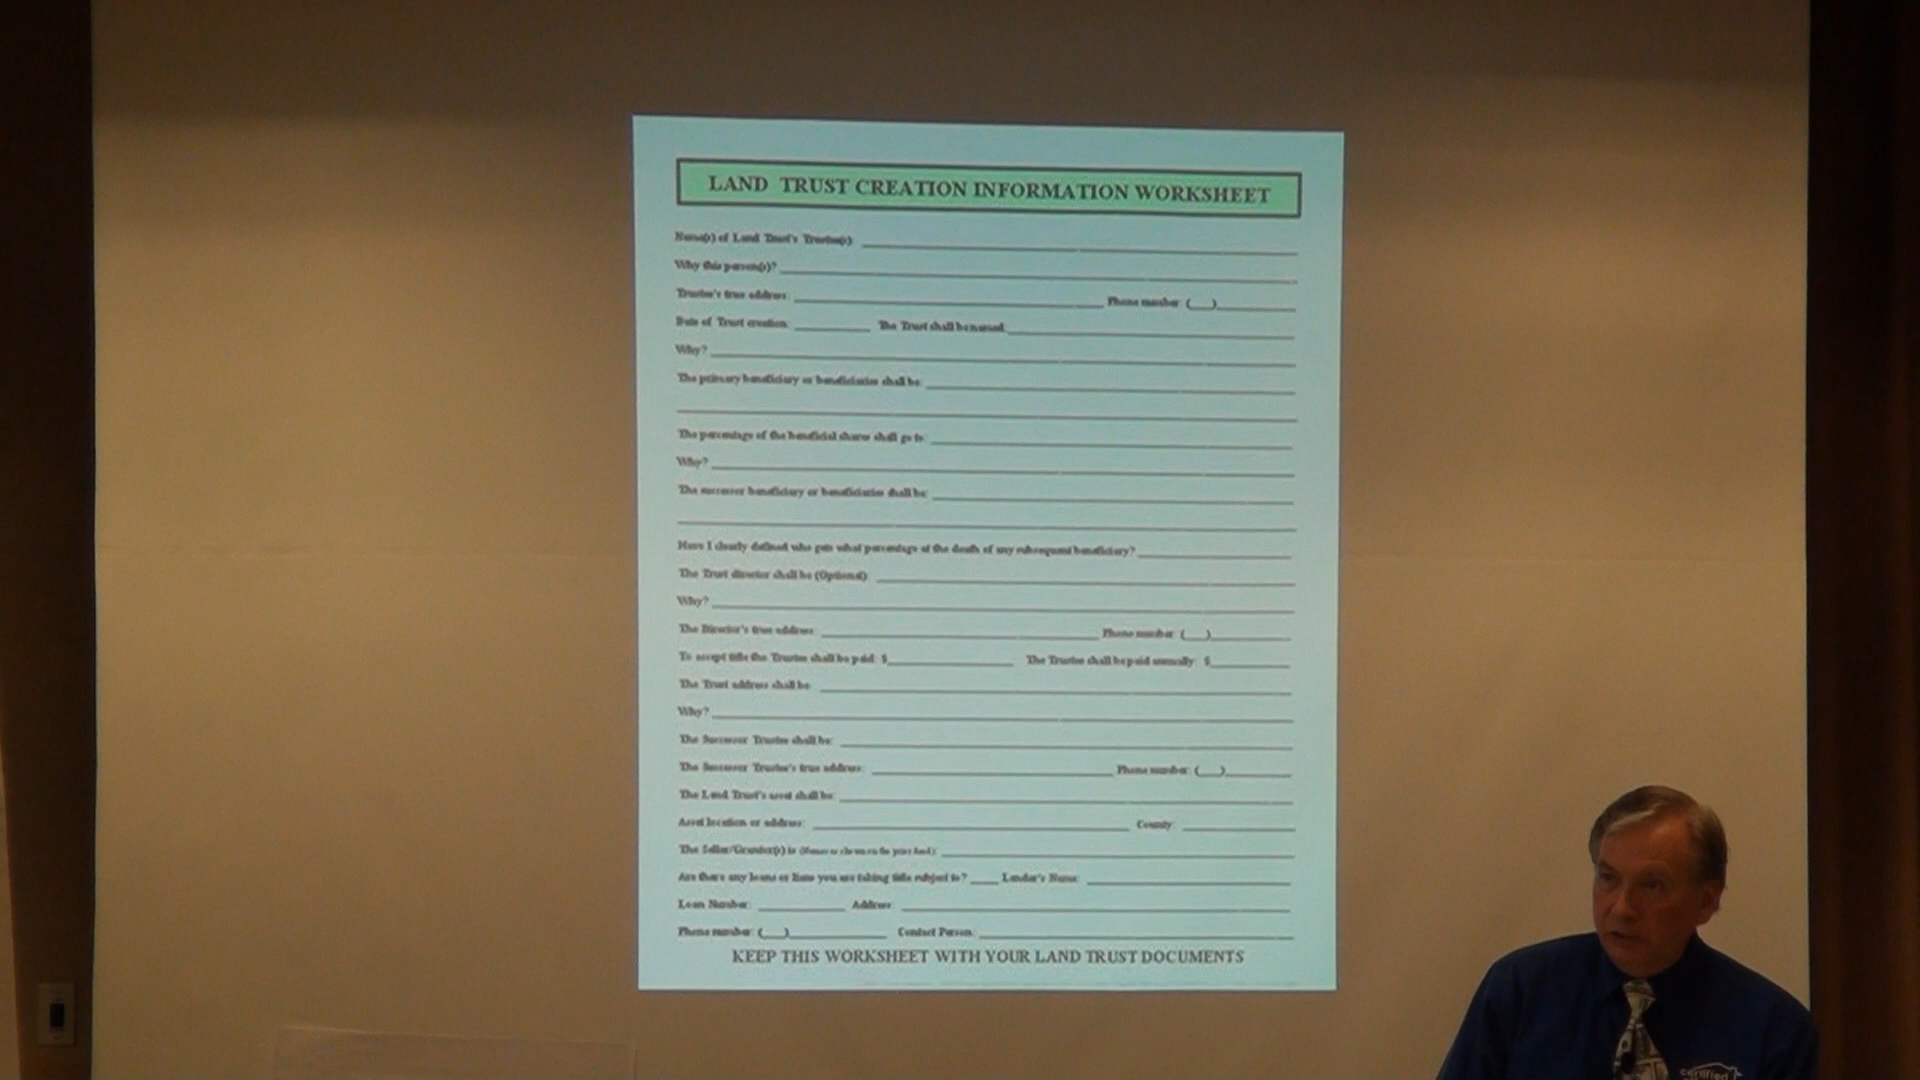 LAND TRUST CREATION INFORMATION WORKSHEET
Name(s) of Land Trust's Trustee(s):
Why this person(s)?
Trustee's true address: Phone number: ( )
Date of Trust creation: The Trust shall be named:
Why?
The primary beneficiary or beneficiaries shall be:
The percentage of the beneficial shares shall go to:
Why?
The successor beneficiary or beneficiaries shall be:
Have I clearly defined who gets what percentage at the death of any subsequent beneficiary?
The Trust director shall be (Optional):
Why?
The Director's true address: Phone number: ( )
To accept title the Trustee shall be paid: $ The Trustee shall be paid annually: $
The Trust address shall be:
Why?
The Successor Trustee shall be:
The Successor Trustee's true address: Phone number: ( )
The Land Trust's asset shall be:
Asset location or address: County:
The Seller/Grantor(s) is (
Are there any loans or liens you are taking title subject to? Lender's Name:
Loan Number: Address:
Phone number: ( ) Contact Person:
KEEP THIS WORKSHEET WITH YOUR LAND TRUST DOCUMENTS
certified